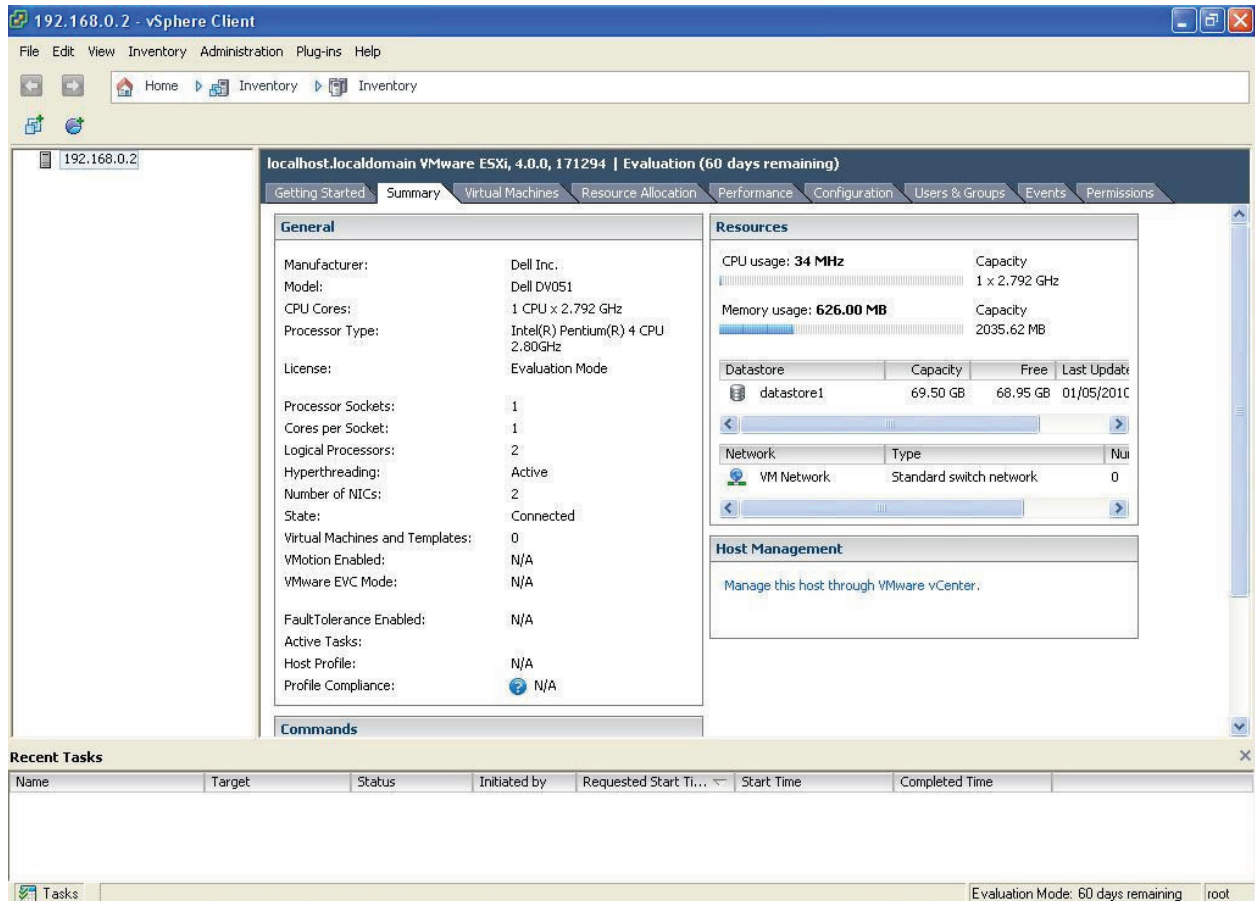 192.168.0.2 - vSphere Client
File Edit View Inventory Administration Plug-ins Help
Home Inventory Inventory
192.168.0.2
localhost.localdomain VMware ESXi, 4.0.0, 171294 | Evaluation (60 days remaining)
Getting Started Summary Virtual Machines Resource Allocation Performance Configuration Users & Groups Events Permissions
General
Manufacturer: Dell Inc.
Model: Dell DV051
CPU Cores: 1 CPU x 2.792 GHz
Processor Type: Intel(R) Pentium(R) 4 CPU
2.80GHz
License: Evaluation Mode
Processor Sockets: 1
Cores per Socket: 1
Logical Processors: 2
Hyperthreading: Active
Number of NICs: 2
State: Connected
Virtual Machines and Templates: 0
VMotion Enabled: N/A
VMware EVC Mode: N/A
FaultTolerance Enabled: N/A
Active Tasks:
Host Profile: N/A
Profile Compliance: N/A
Commands
Resources
CPU usage: 34 MHz Capacity
1 x 2.792 GHz
Memory usage: 626.00 MB Capacity
2035.62 MB
Datastore Capacity Free Last Update
datastore1 69.50 GB 68.95 GB 01/05/2010
Network Type Nu
VM Network Standard switch network 0
Host Management
Manage this host through VMware vCenter.
Recent Tasks
Name Target Status Initiated by Requested Start Ti... Start Time Completed Time
Tasks Evaluation Mode: 60 days remaining root